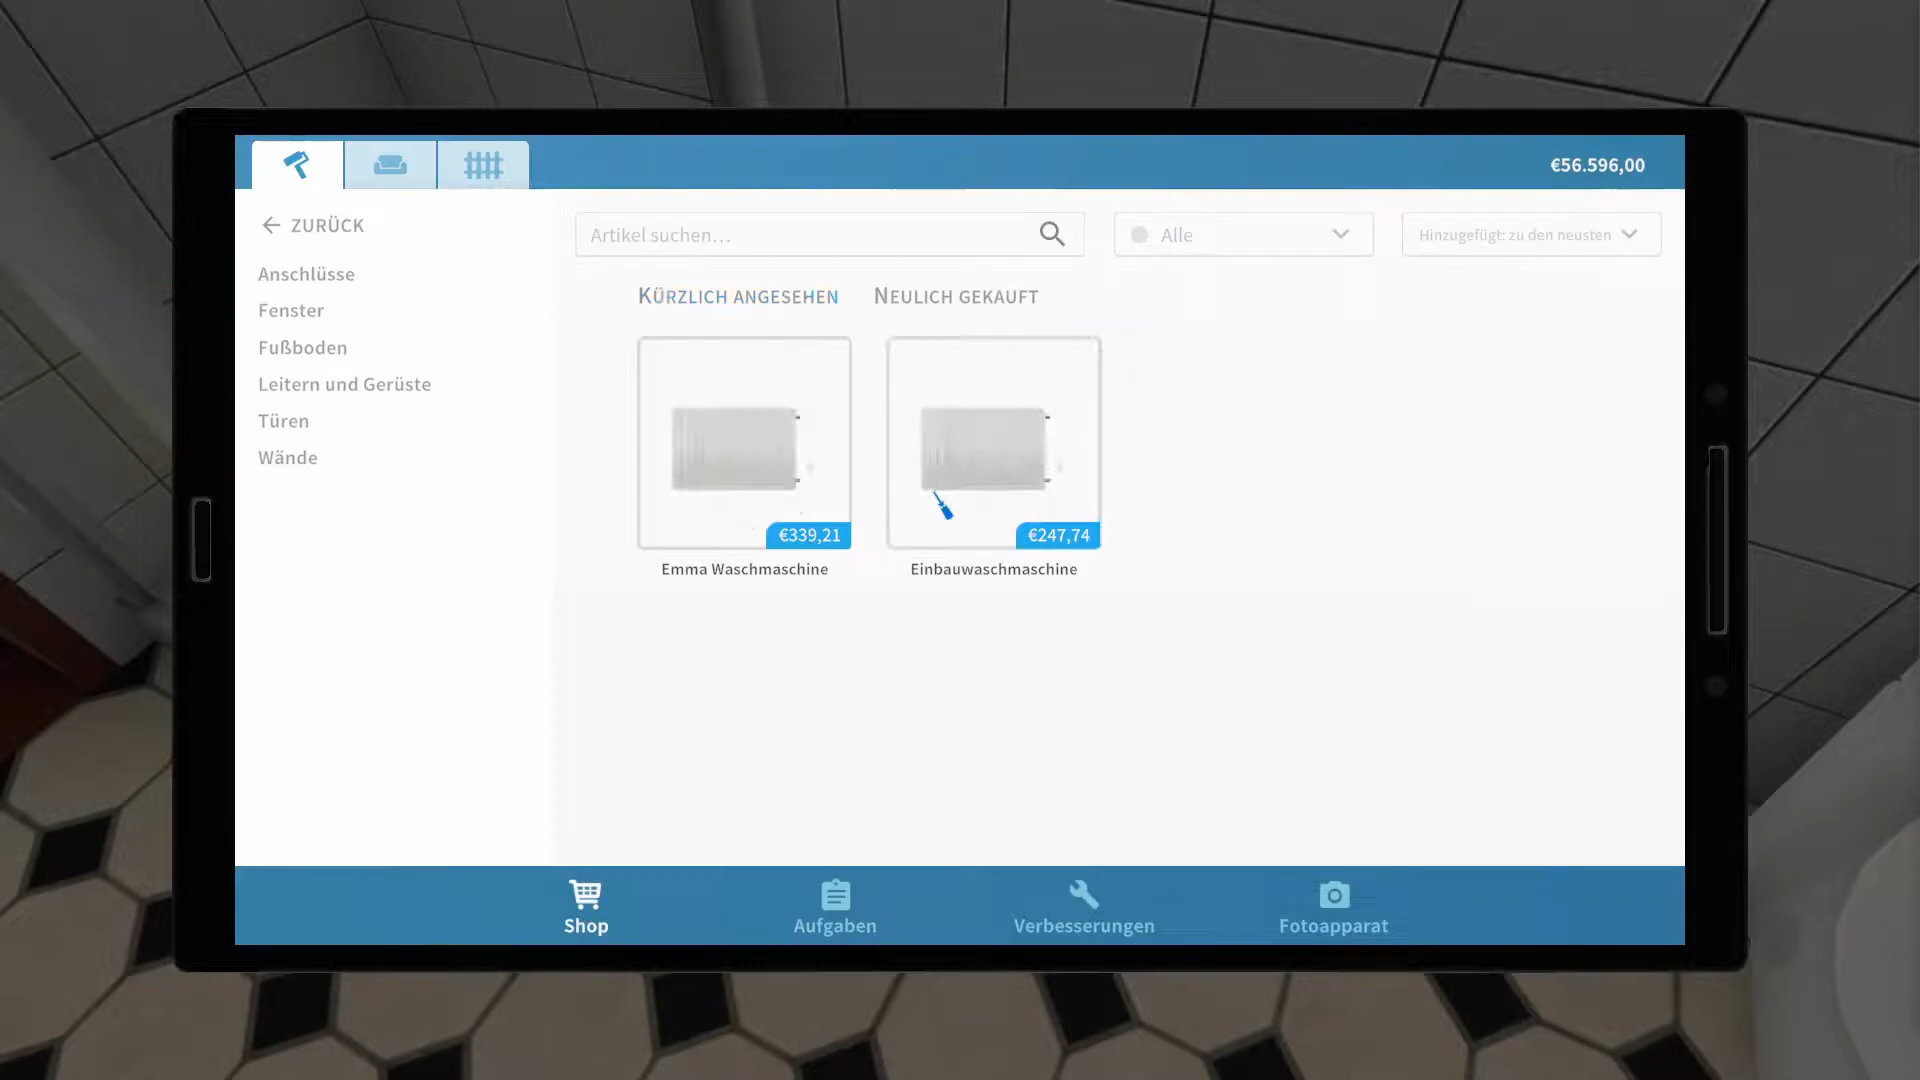 €56.596,00
ZURÜCK
Anschlüsse
Fenster
Fußboden
Leitern und Gerüste
Türen
Wände
Artikel suchen...
Alle
Hinzugefügt: zu den neusten
KÜRZLICH ANGESEHEN
NEULICH GEKAUFT
€339,21
€247,74
Emma Waschmaschine
Einbauwaschmaschine
Shop
Aufgaben
Verbesserungen
Fotoapparat